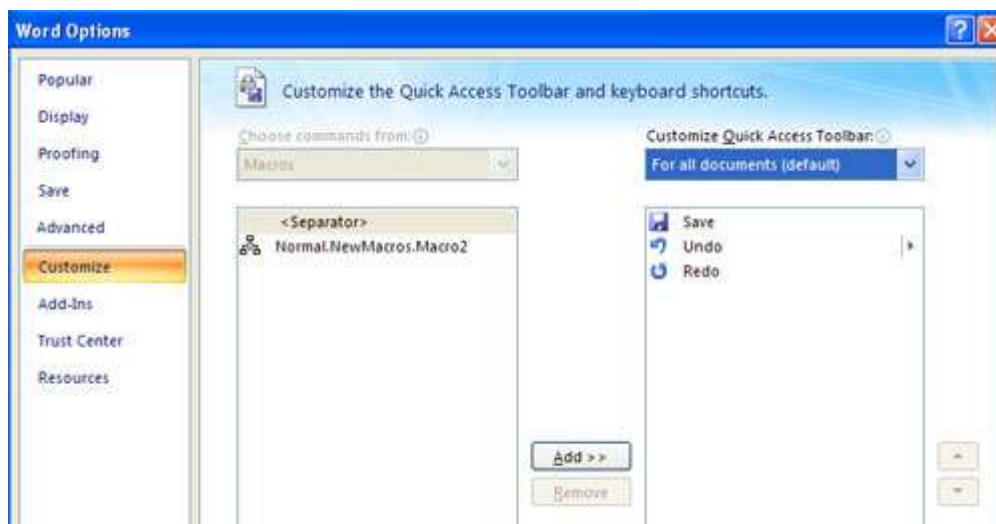 Word Options
Popular
Display
Proofing
Save
Advanced
Customize
Add-Ins
Trust Center
Resources
Customize the Quick Access Toolbar and keyboard shortcuts.
Choose commands from:
Macros
<Separator>
Normal.NewMacros.Macro2
Add >>
Remove
Customize Quick Access Toolbar:
For all documents (default)
Save
Undo
Redo